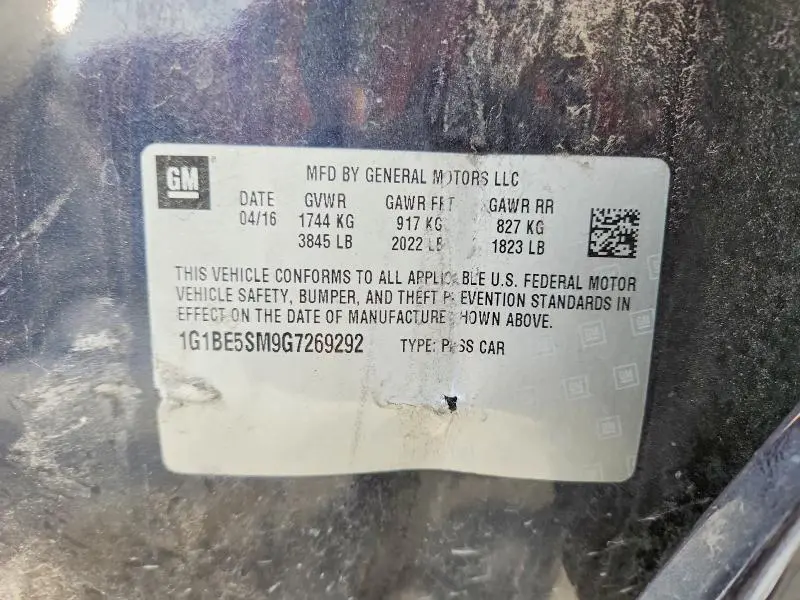 GM
MFD BY GENERAL MOTORS LLC
DATE GVWR GAWR FRT GAWR RR
04/16 1744 KG 917 KG 827 KG
3845 LB 2022 LB 1823 LB
THIS VEHICLE CONFORMS TO ALL APPLICABLE U.S. FEDERAL MOTOR
VEHICLE SAFETY, BUMPER, AND THEFT PREVENTION STANDARDS IN
EFFECT ON THE DATE OF MANUFACTURE SHOWN ABOVE.
1G1BE5SM9G7269292 TYPE: PASS CAR